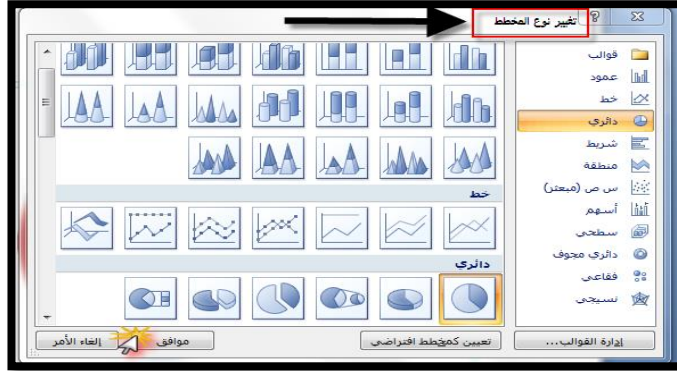 تغيير نوع المخطط
قوالب
عمود
خط
دائري
شريط
منطقة
س ص (مبعثر)
أسهم
سطحي
دائري مجوف
فقاعي
نسيجي
خط
دائري
إدارة القوالب...
تعيين كمخطط افتراضي
موافق
إلغاء الأمر